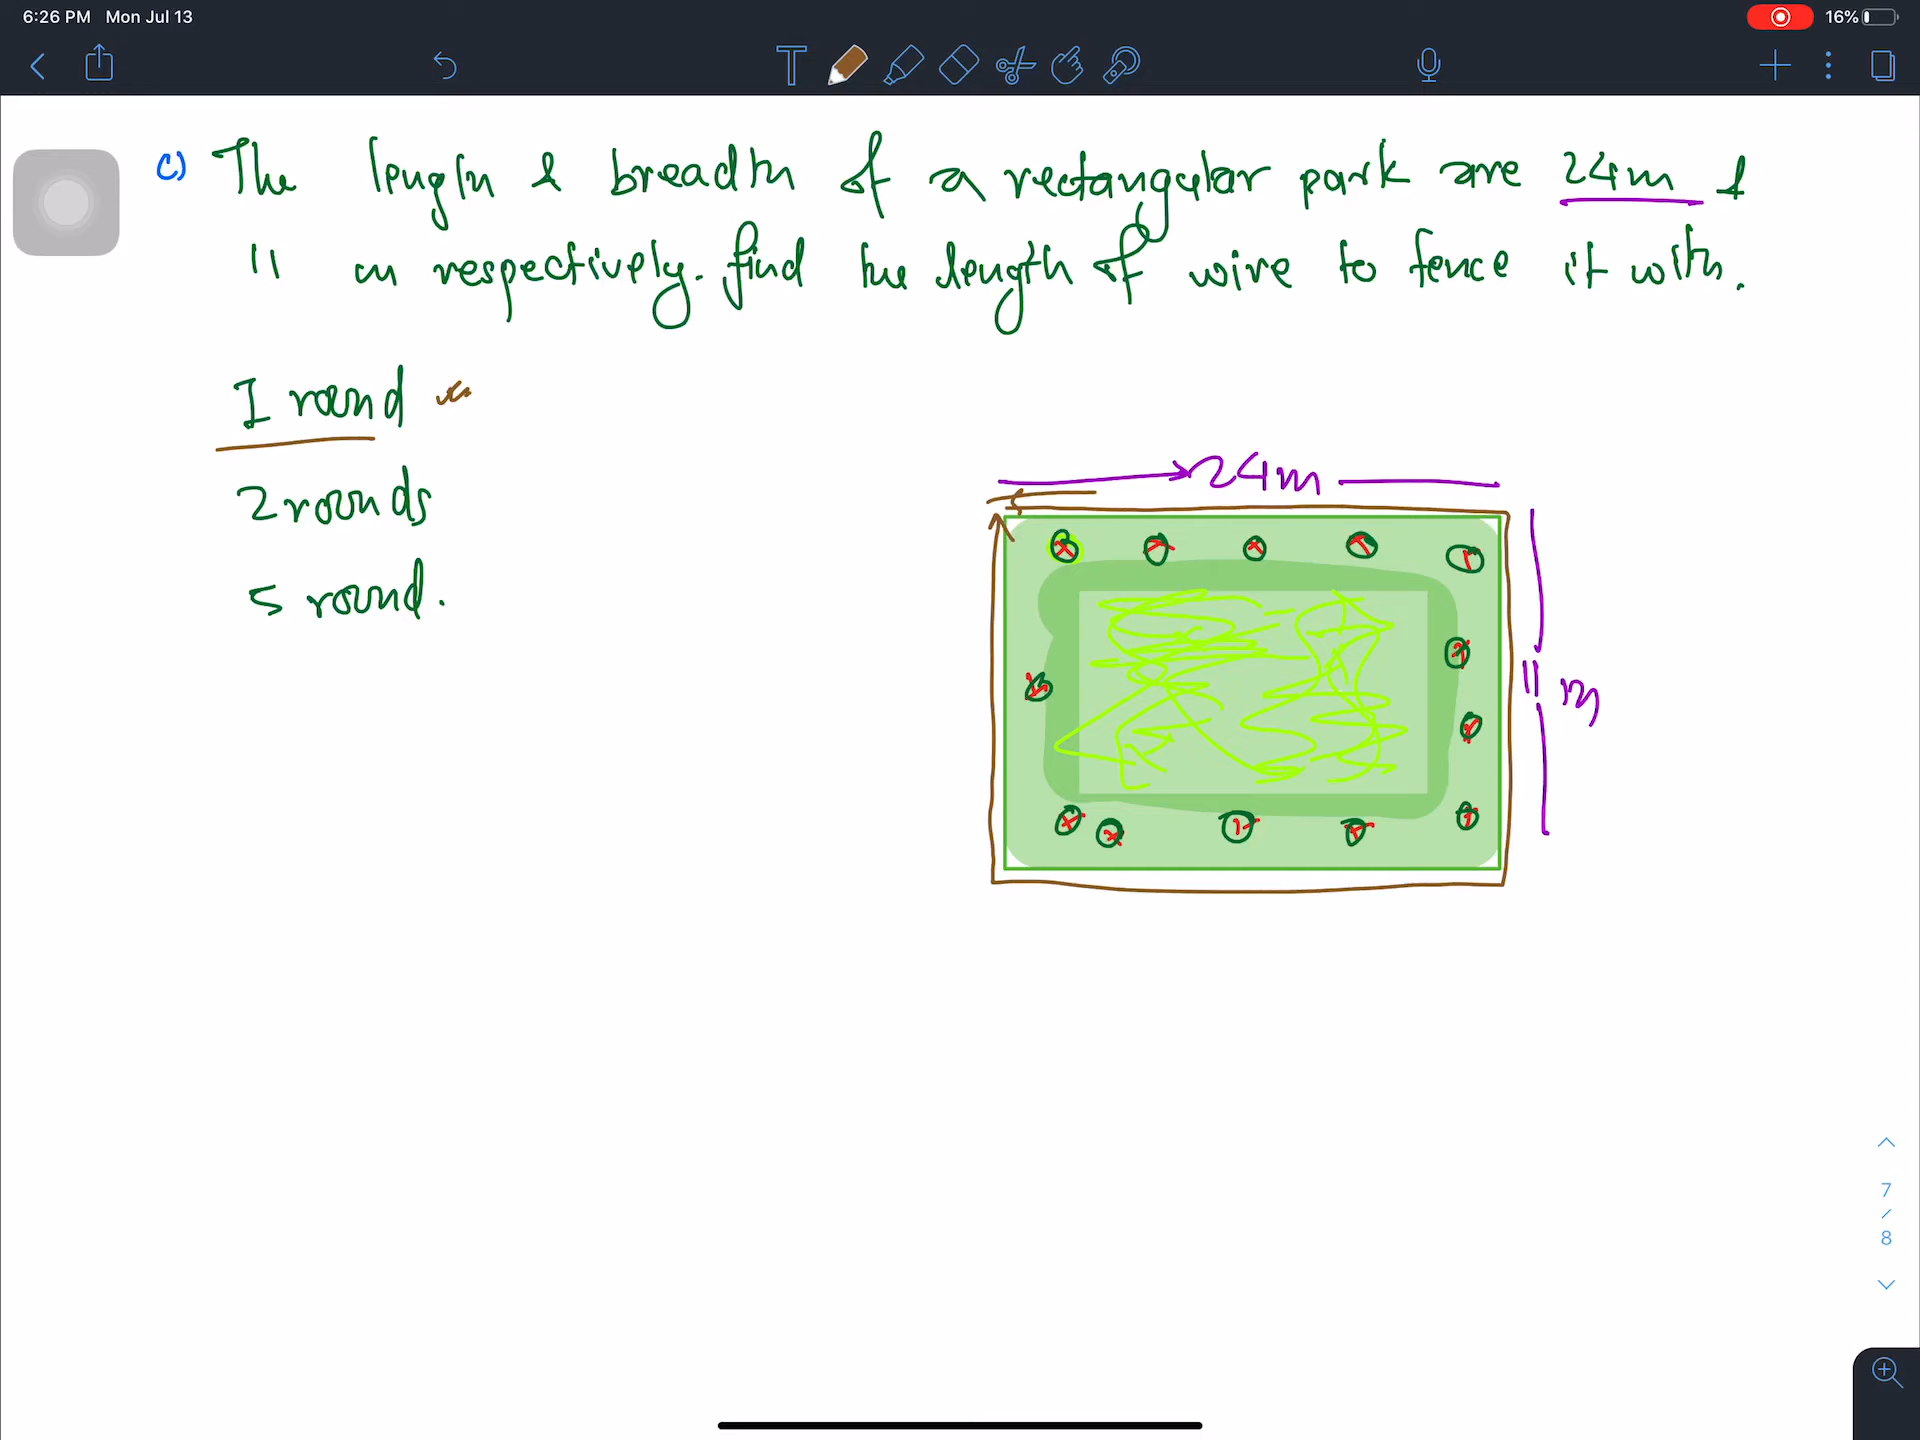 6:26 PM Mon Jul 13
16%
c) The length & breadth of a rectangular park are 24m &
11 m respectively. find the length of wire to fence it with.
1 round
2 rounds
5 round.
24m
11 m
7
/
8